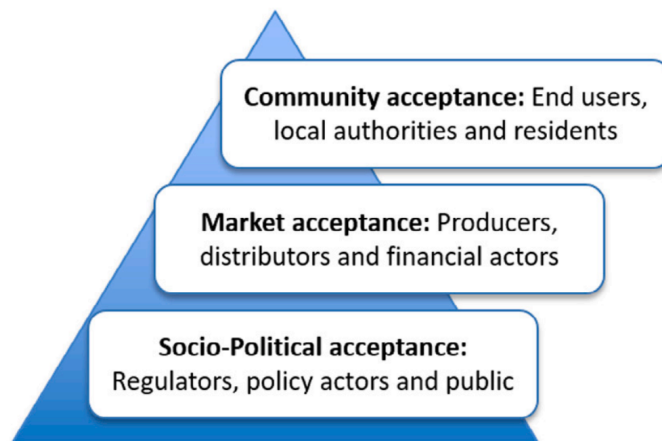 Community acceptance: End users,
local authorities and residents
Market acceptance: Producers,
distributors and financial actors
Socio-Political acceptance:
Regulators, policy actors and public